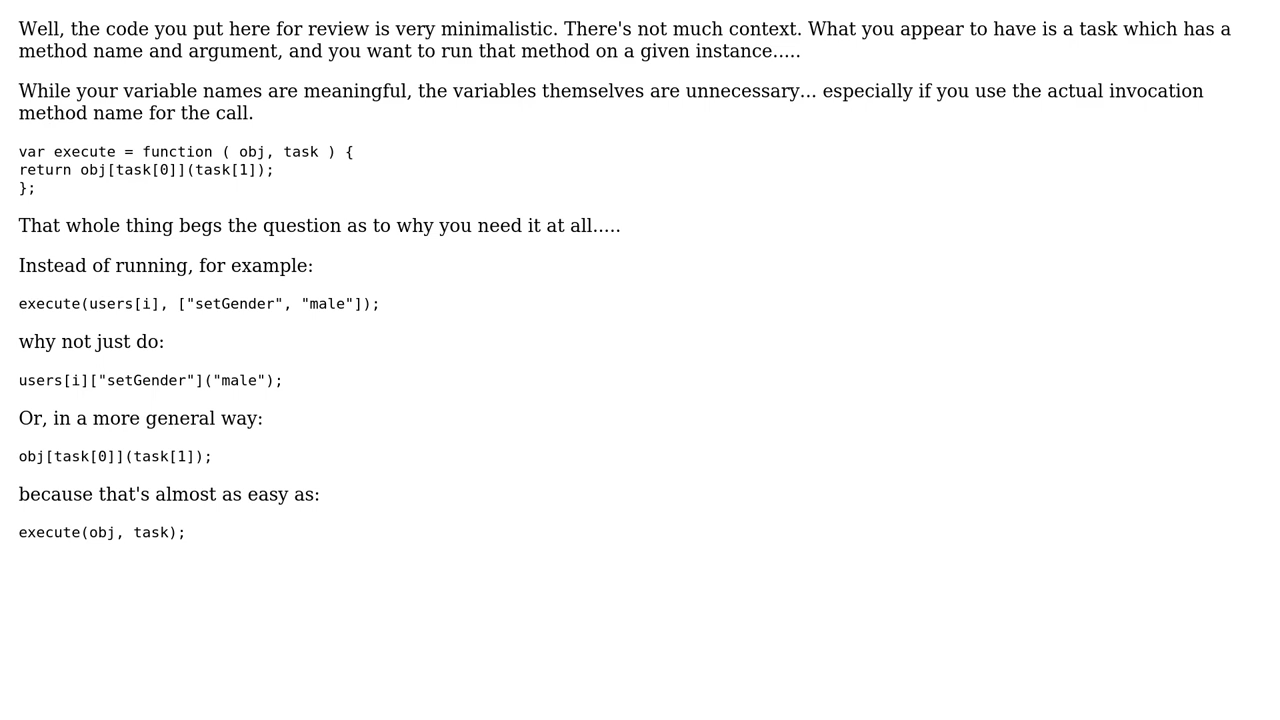 Well, the code you put here for review is very minimalistic. There's not much context. What you appear to have is a task which has a
method name and argument, and you want to run that method on a given instance.....
While your variable names are meaningful, the variables themselves are unnecessary... especially if you use the actual invocation
method name for the call.
var execute = function ( obj, task ) {
return obj[task[0]](task[1]);
};
That whole thing begs the question as to why you need it at all.....
Instead of running, for example:
execute(users[i], ["setGender", "male"]);
why not just do:
users[i]["setGender"]("male");
Or, in a more general way:
obj[task[0]](task[1]);
because that's almost as easy as:
execute(obj, task);